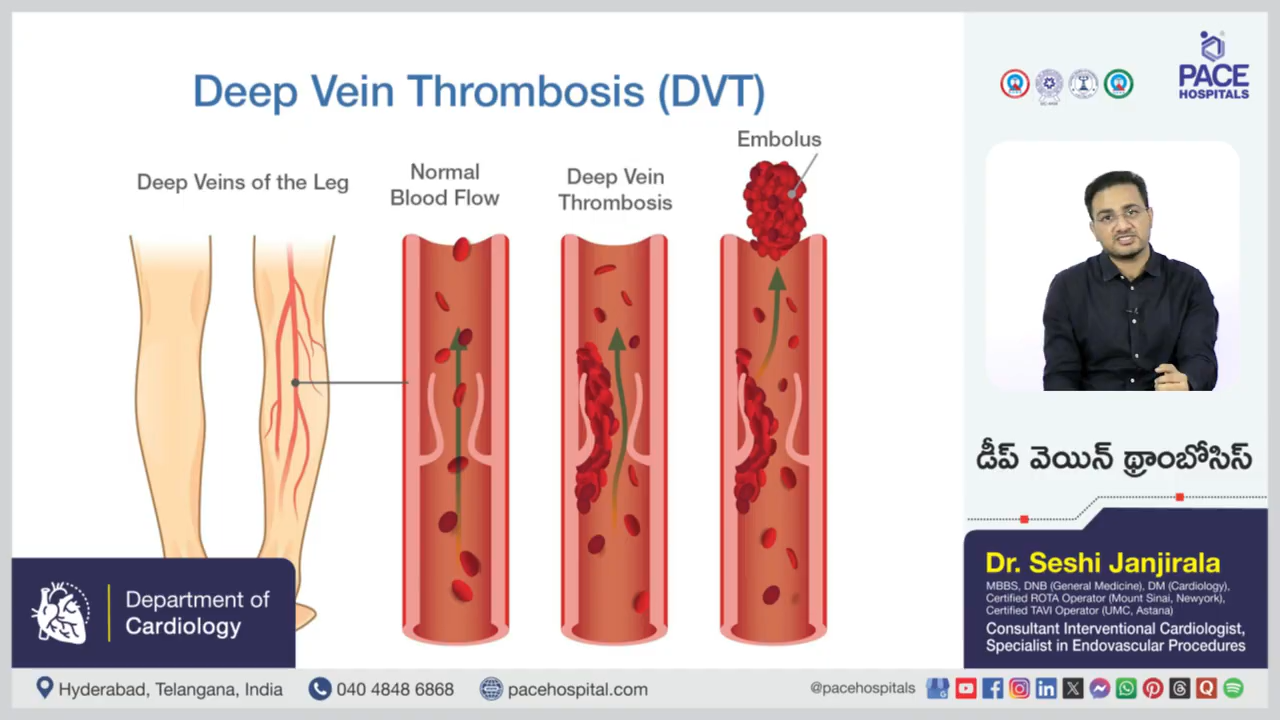 Deep Vein Thrombosis (DVT)
Deep Veins of the Leg
Normal
Blood Flow
Deep Vein
Thrombosis
Embolus
PACE
HOSPITALS
డీప్ వెయిన్ థ్రాంబోసిస్
Dr. Seshi Janjirala
MBBS, DNB (General Medicine), DM (Cardiology),
Certified ROTA Operator (Mount Sinai, Newyork),
Certified TAVI Operator (UMC, Astana)
Consultant Interventional Cardiologist,
Specialist in Endovascular Procedures
Department of
Cardiology
Hyderabad, Telangana, India
040 4848 6868
pacehospital.com
@pacehospitals